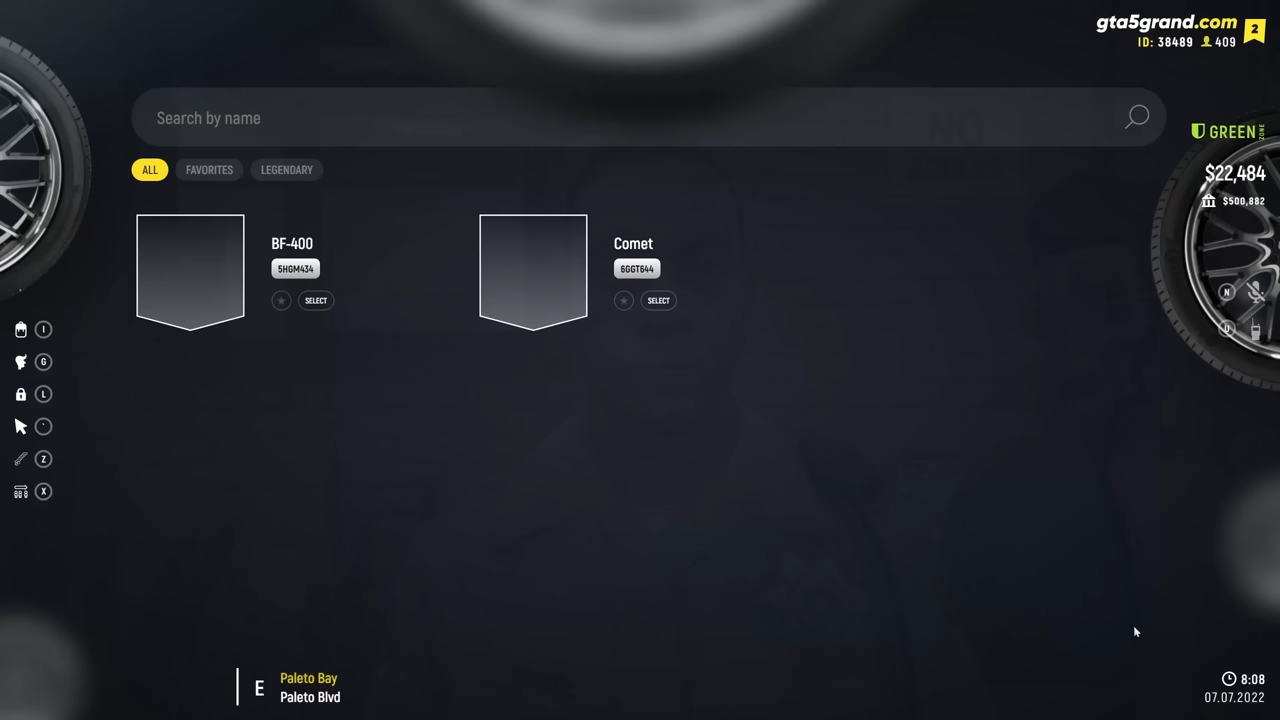 gta5grand.com
2
ID: 38489 409
Search by name
GREEN ZONE
ALL FAVORITES LEGENDARY
$22,484
$500,882
BF-400
5HGM434
SELECT
Comet
6GGT644
SELECT
N
U
I
G
L
Z
X
E
Paleto Bay
Paleto Blvd
8:08
07.07.2022